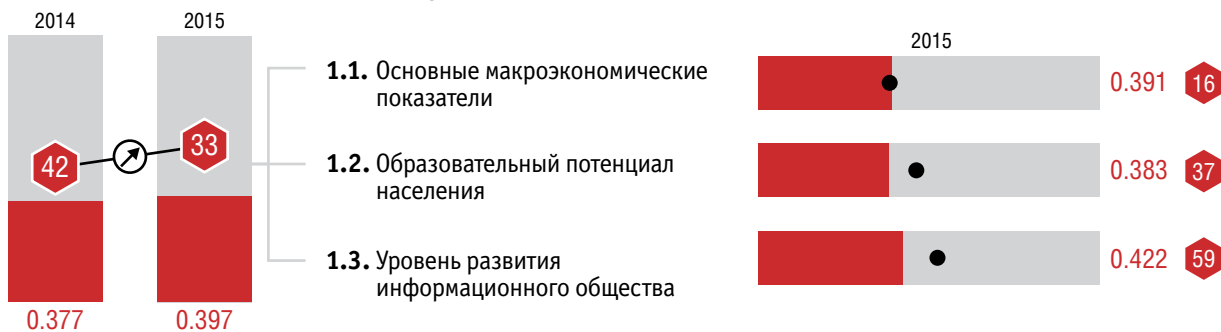 2014
2015
42
33
0.377
0.397
1.1. Основные макроэкономические
показатели
1.2. Образовательный потенциал
населения
1.3. Уровень развития
информационного общества
2015
0.391 16
0.383 37
0.422 59